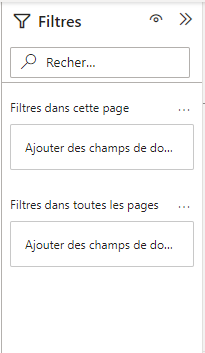 Filtres
Recher...
Filtres dans cette page
Ajouter des champs de do...
Filtres dans toutes les pages
Ajouter des champs de do...